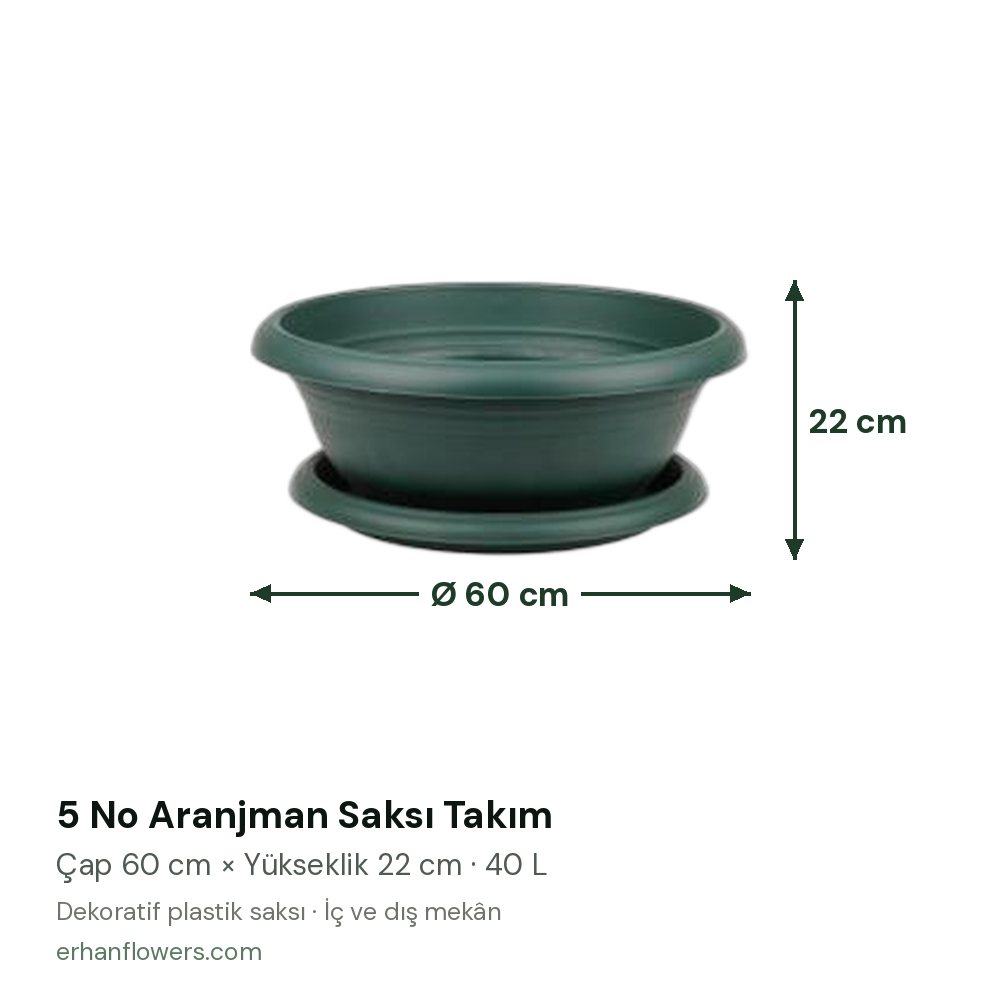 22 cm
Ø 60 cm
5 No Aranjman Saksı Takım
Çap 60 cm × Yükseklik 22 cm · 40 L
Dekoratif plastik saksı · İç ve dış mekân
erhanflowers.com